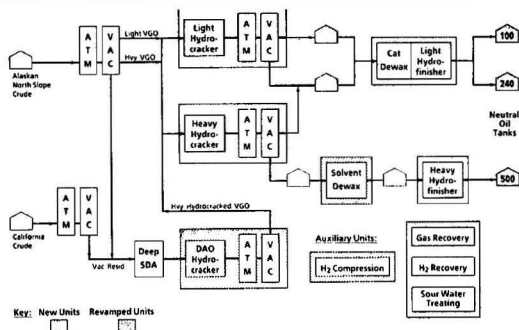 Alaskan
North Slope
Crude
A
T
M
V
A
C
Light VGO
Hvy VGO
Light
Hydro-
cracker
A
T
M
V
A
C
Cat
Dewax
Light
Hydro-
finisher
100
240
Neutral
Oil
Tanks
Heavy
Hydro-
cracker
A
T
M
V
A
C
Solvent
Dewax
Heavy
Hydro-
finisher
500
California
Crude
A
T
M
V
A
C
Vac Resid
Deep
SDA
Hvy Hydrocracked VGO
DAO
Hydro-
cracker
A
T
M
V
A
C
Auxiliary Units:
H2 Compression
Gas Recovery
H2 Recovery
Sour Water
Treating
Key: New Units Revamped Units